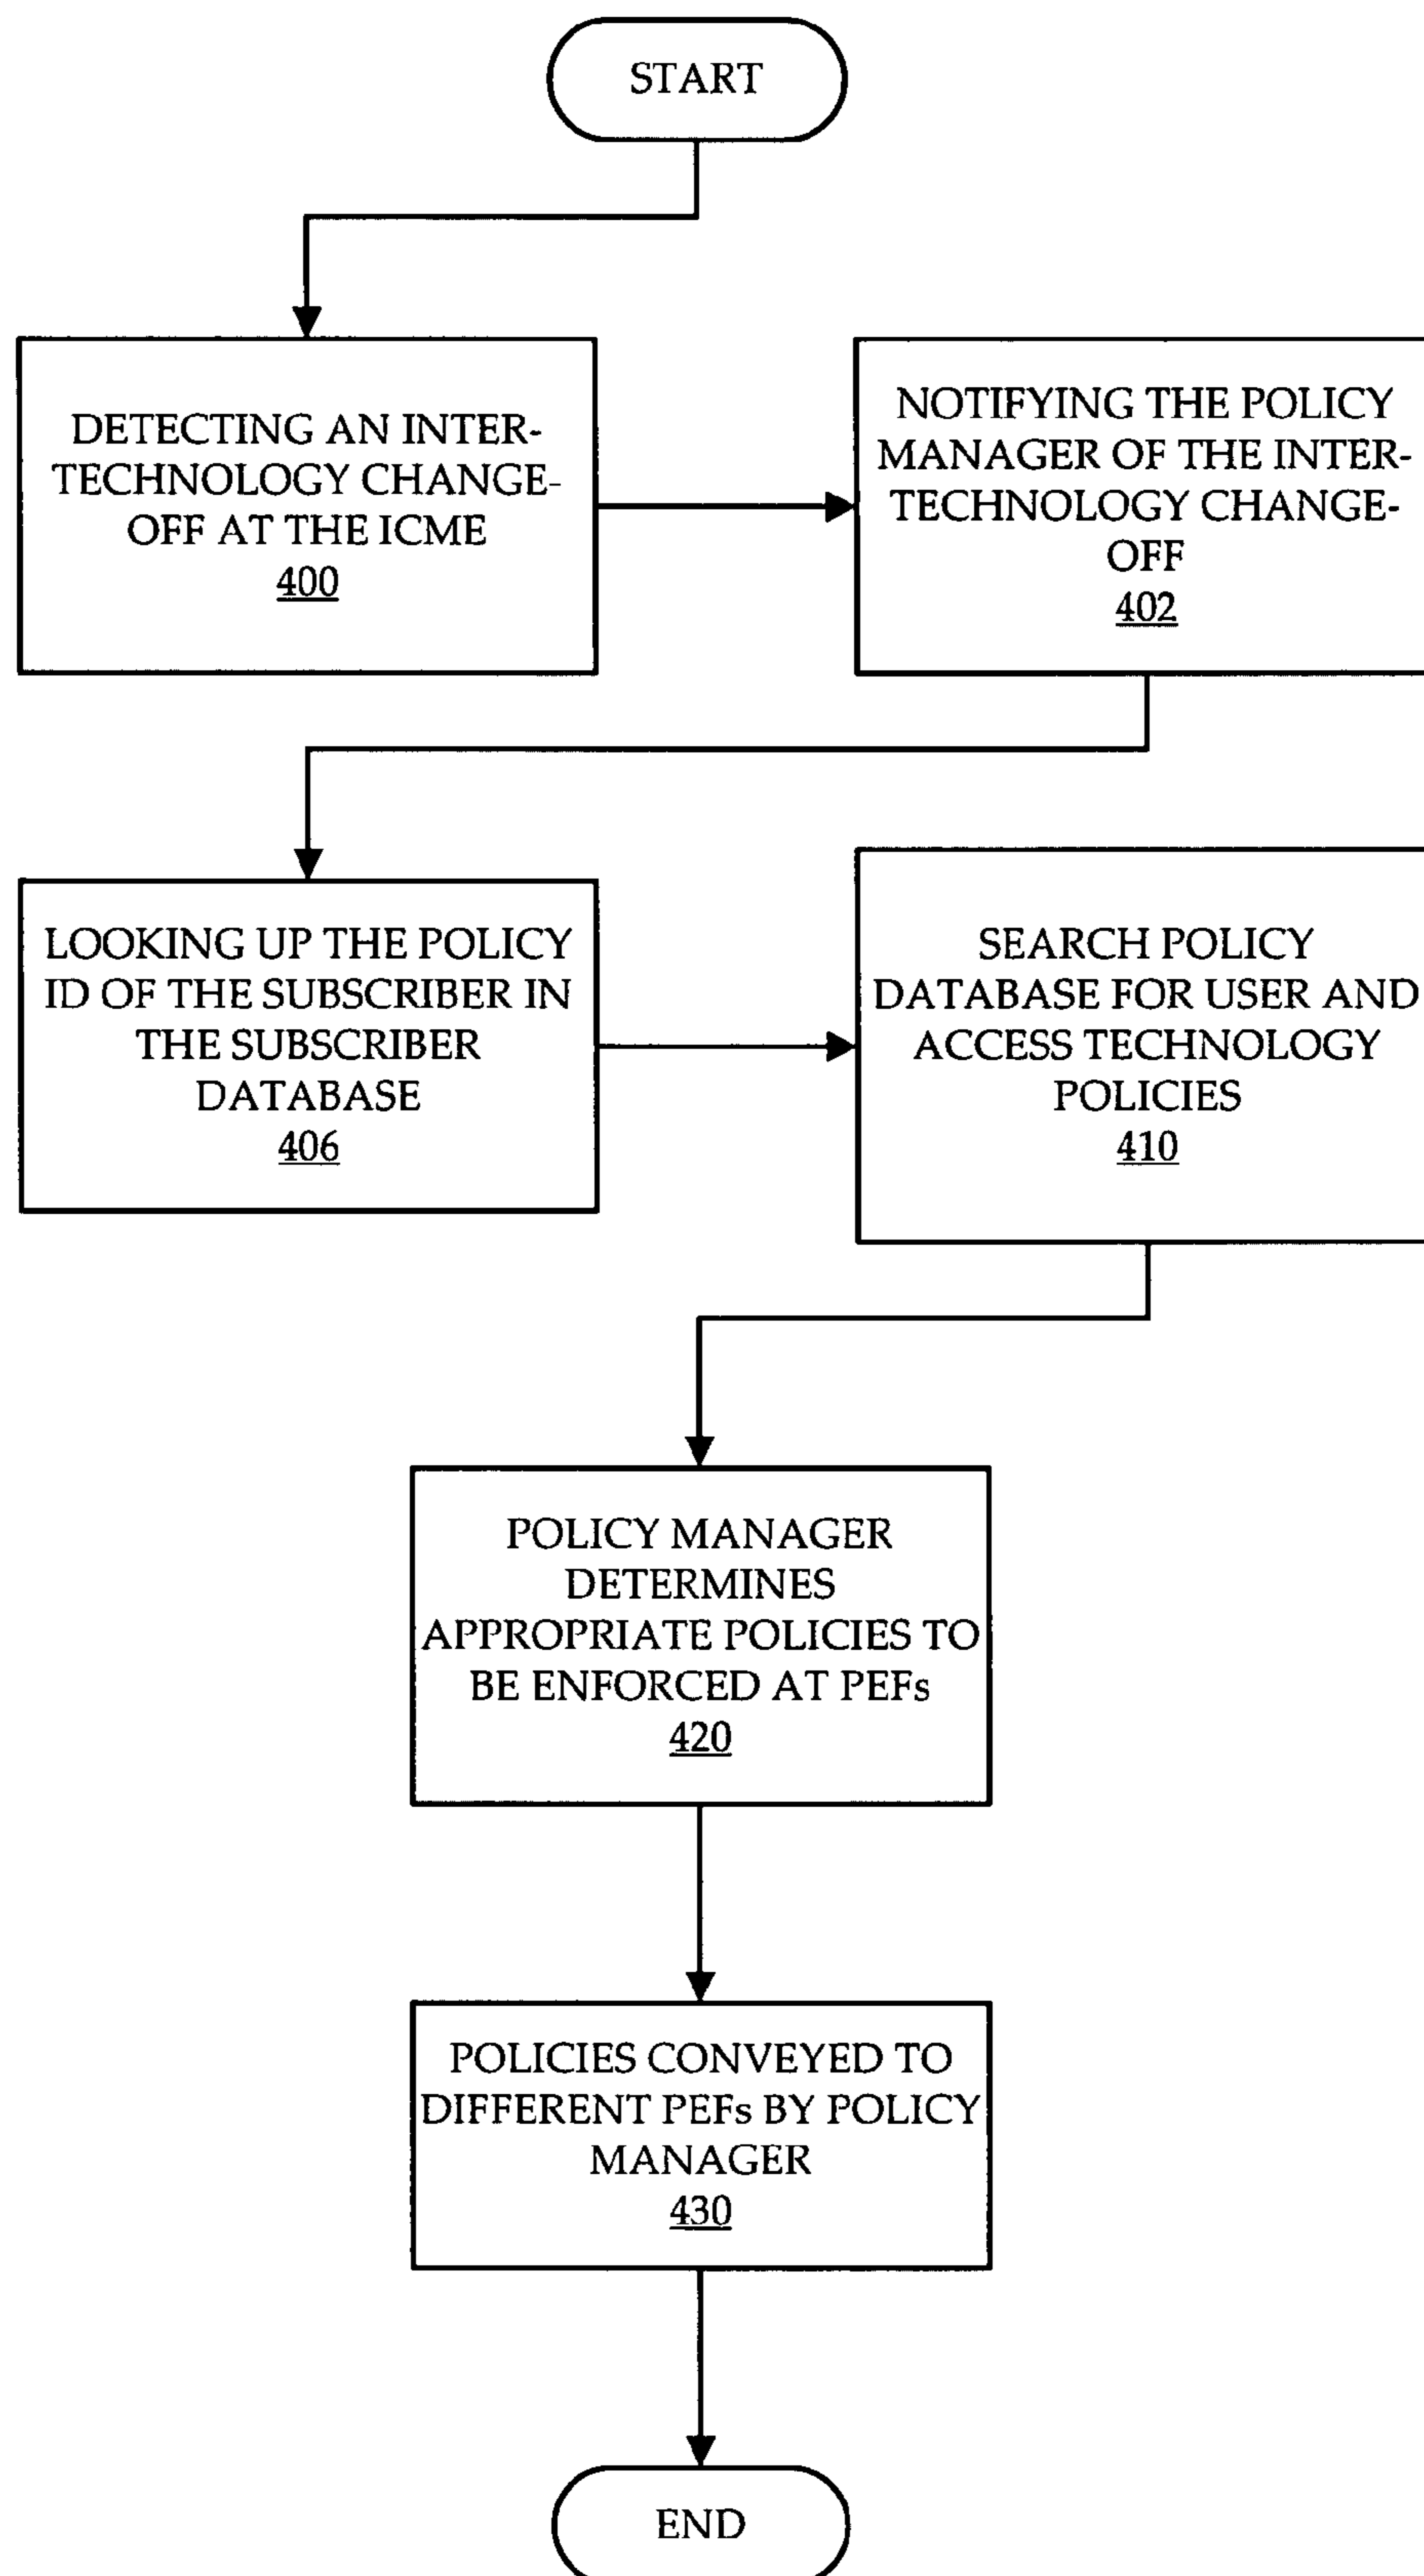 START
DETECTING AN INTER-
TECHNOLOGY CHANGE-
OFF AT THE ICME
400
NOTIFYING THE POLICY
MANAGER OF THE INTER-
TECHNOLOGY CHANGE-
OFF
402
LOOKING UP THE POLICY
ID OF THE SUBSCRIBER IN
THE SUBSCRIBER
DATABASE
406
SEARCH POLICY
DATABASE FOR USER AND
ACCESS TECHNOLOGY
POLICIES
410
POLICY MANAGER
DETERMINES
APPROPRIATE POLICIES TO
BE ENFORCED AT PEFs
420
POLICIES CONVEYED TO
DIFFERENT PEFs BY POLICY
MANAGER
430
END